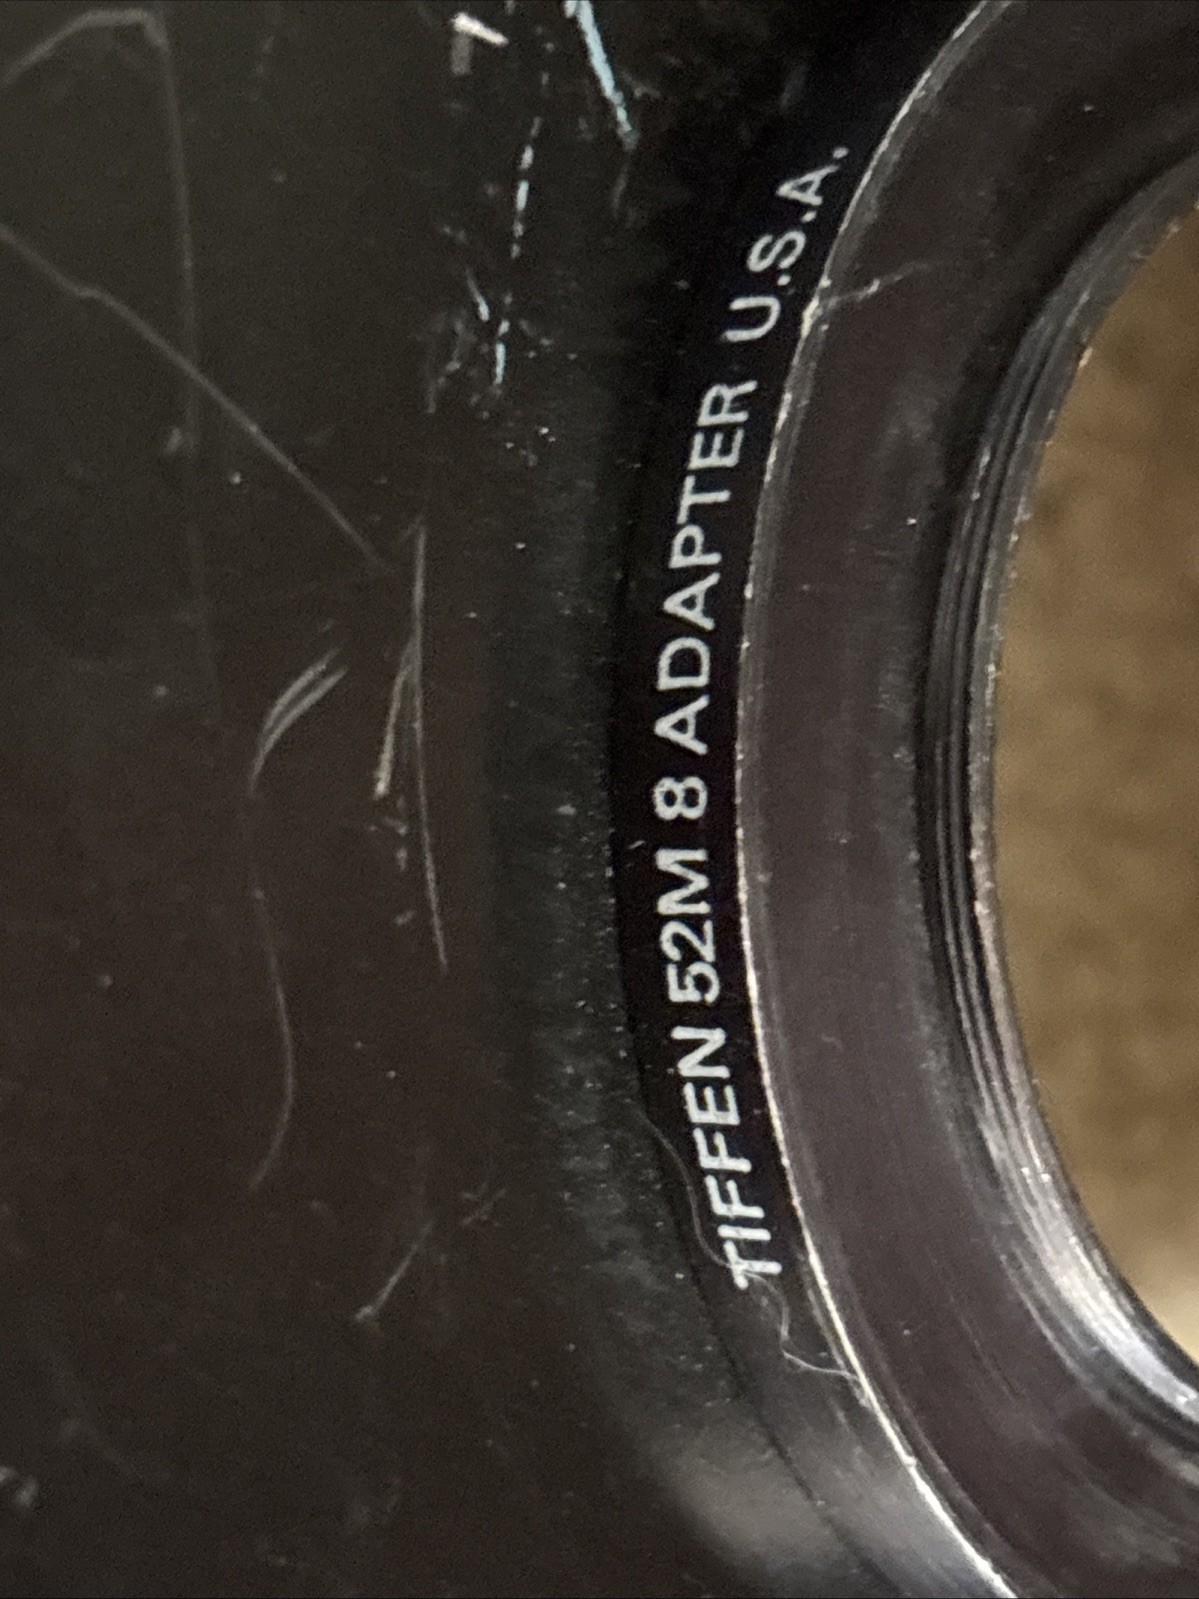 TIFFEN 52M 8 ADAPTER U.S.A.